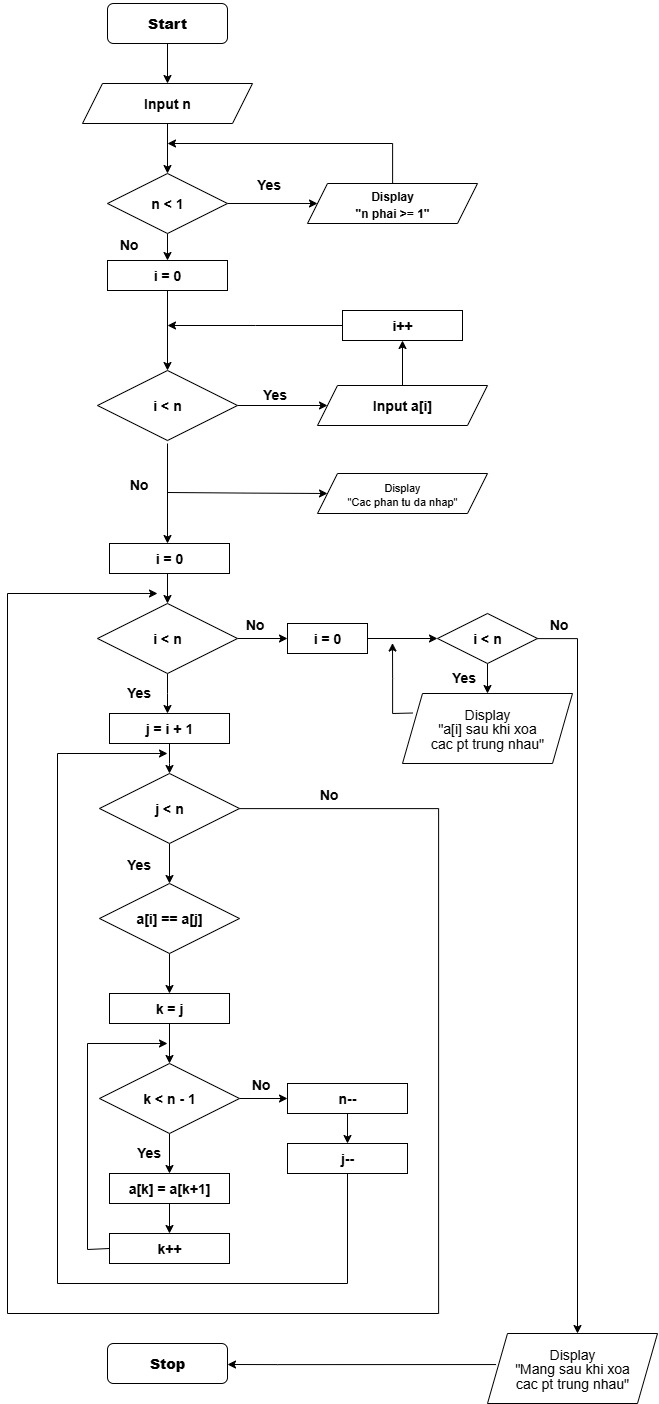 Start
Input n
n < 1
Yes
Display
"n phai >= 1"
No
i = 0
i++
i < n
Yes
Input a[i]
No
Display
"Cac phan tu da nhap"
i = 0
i < n
No
i = 0
i < n
No
Yes
Yes
j = i + 1
Display
"a[i] sau khi xoa
cac pt trung nhau"
j < n
No
Yes
a[i] == a[j]
k = j
k < n - 1
No
n--
Yes
j--
a[k] = a[k+1]
k++
Stop
Display
"Mang sau khi xoa
cac pt trung nhau"